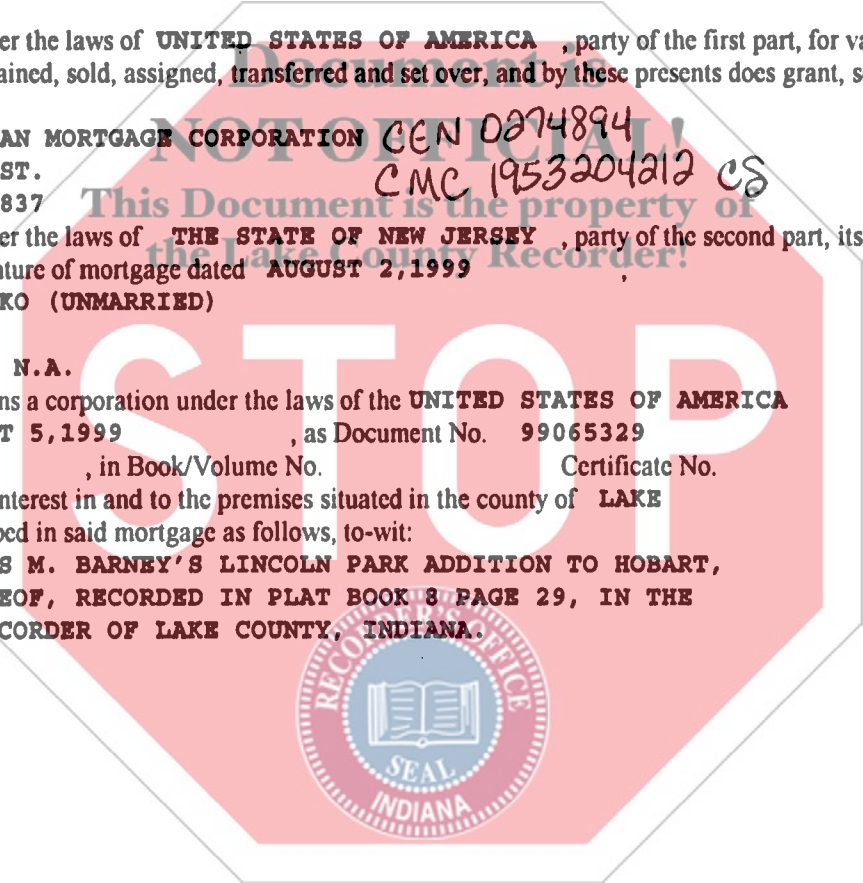 er the laws of UNITED STATES OF AMERICA , party of the first part, for va
ained, sold, assigned, transferred and set over, and by these presents does grant, s
Document is
AN MORTGAGE CORPORATION CEN 0274894
NOT OFFICIAL!
ST. CMC 1953204212 CS
837
This Document is the property of
er the laws of THE STATE OF NEW JERSEY , party of the second part, its
the Lake County Recorder!
nture of mortgage dated AUGUST 2,1999 ,
KO (UNMARRIED)
N.A.
ns a corporation under the laws of the UNITED STATES OF AMERICA
T 5,1999 , as Document No. 99065329
, in Book/Volume No. Certificate No.
STOP
nterest in and to the premises situated in the county of LAKE
bed in said mortgage as follows, to-wit:
S M. BARNEY'S LINCOLN PARK ADDITION TO HOBART,
EOF, RECORDED IN PLAT BOOK 8 PAGE 29, IN THE
CORDER OF LAKE COUNTY, INDIANA.
RECORDER'S OFFICE
SEAL
INDIANA